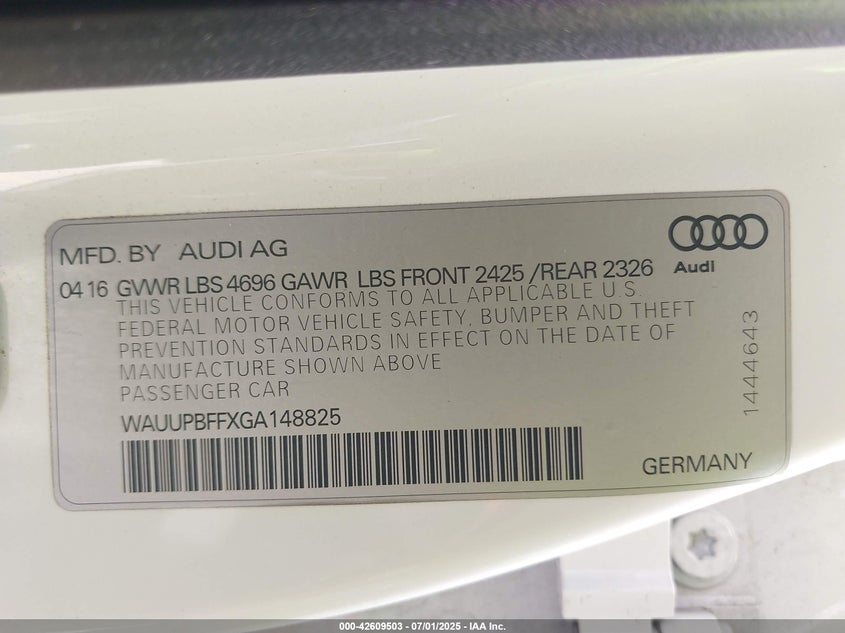 MFD. BY AUDI AG
Audi
04 16 GVWR LBS 4696 GAWR LBS FRONT 2425 /REAR 2326
THIS VEHICLE CONFORMS TO ALL APPLICABLE U.S.
FEDERAL MOTOR VEHICLE SAFETY, BUMPER AND THEFT
PREVENTION STANDARDS IN EFFECT ON THE DATE OF
MANUFACTURE SHOWN ABOVE
PASSENGER CAR
1444643
WAUUPBFFXGA148825
GERMANY
000-42609503 - 07/01/2025 - IAA Inc.